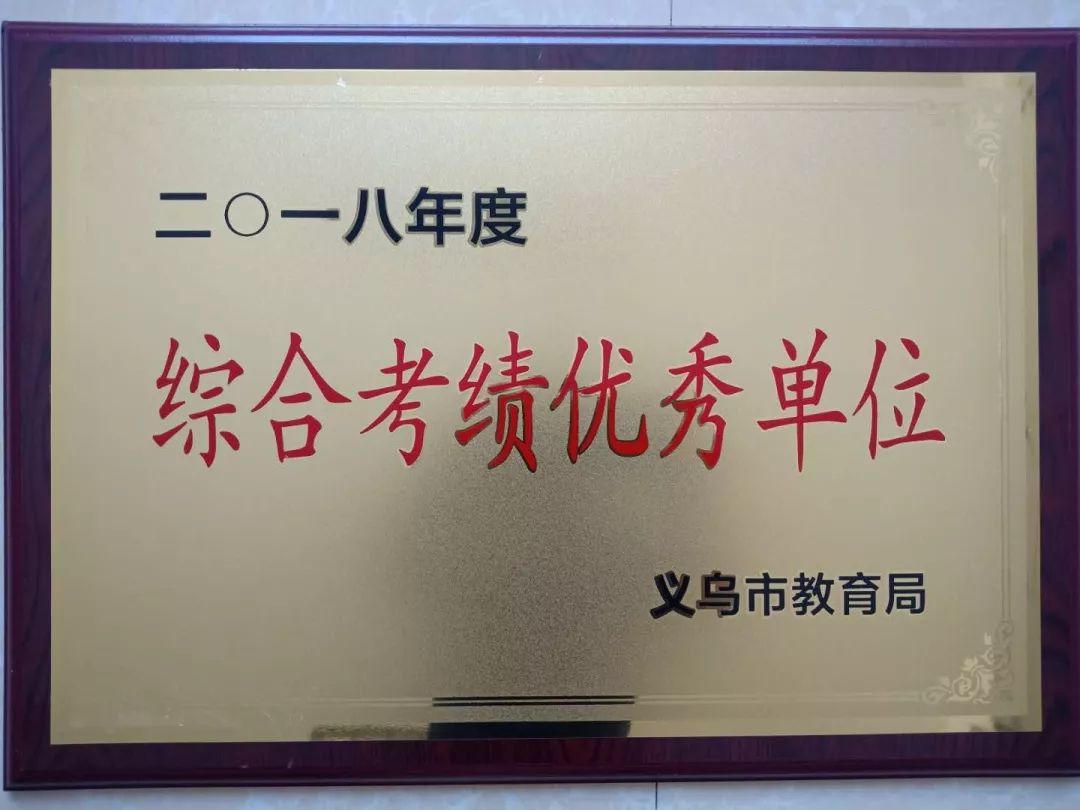 二〇一八年度
综合考绩优秀单位
义乌市教育局